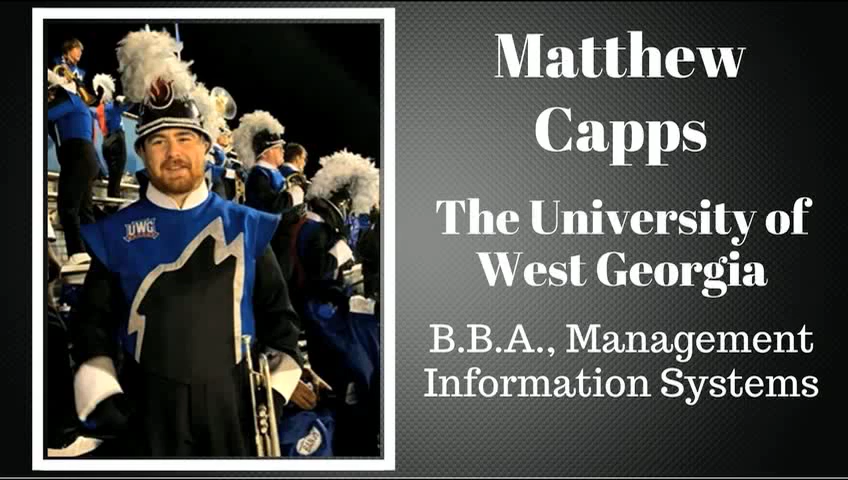 Matthew
Capps
The University of
West Georgia
B.B.A., Management
Information Systems
UWG